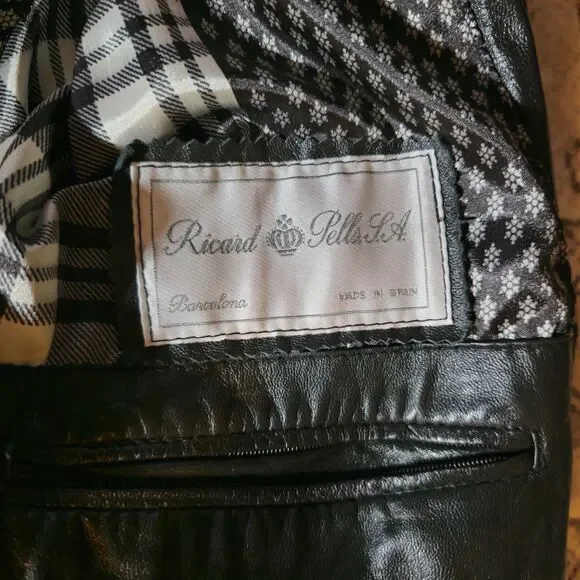 Ricard Pells. S.A.
Barcelona MADE IN SPAIN